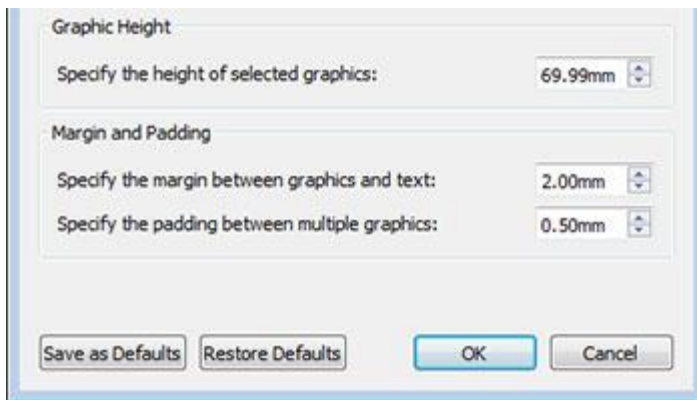 Graphic Height
Specify the height of selected graphics: 69.99mm
Margin and Padding
Specify the margin between graphics and text: 2.00mm
Specify the padding between multiple graphics: 0.50mm
Save as Defaults Restore Defaults OK Cancel